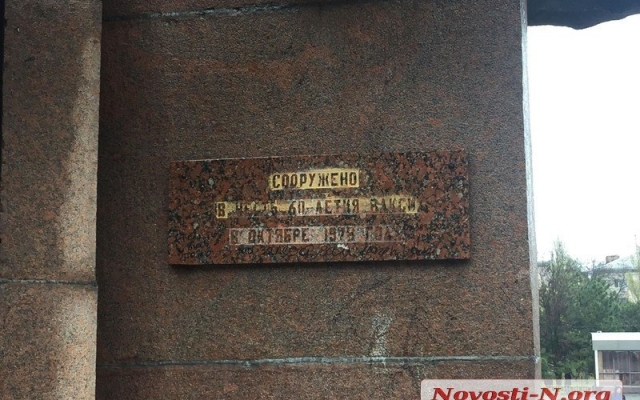 СООРУЖЕНО
В ЧЕСТЬ 60-ЛЕТИЯ ВЛКСМ
В ОКТЯБРЕ 1978 ГОДА
Novosti-N.org